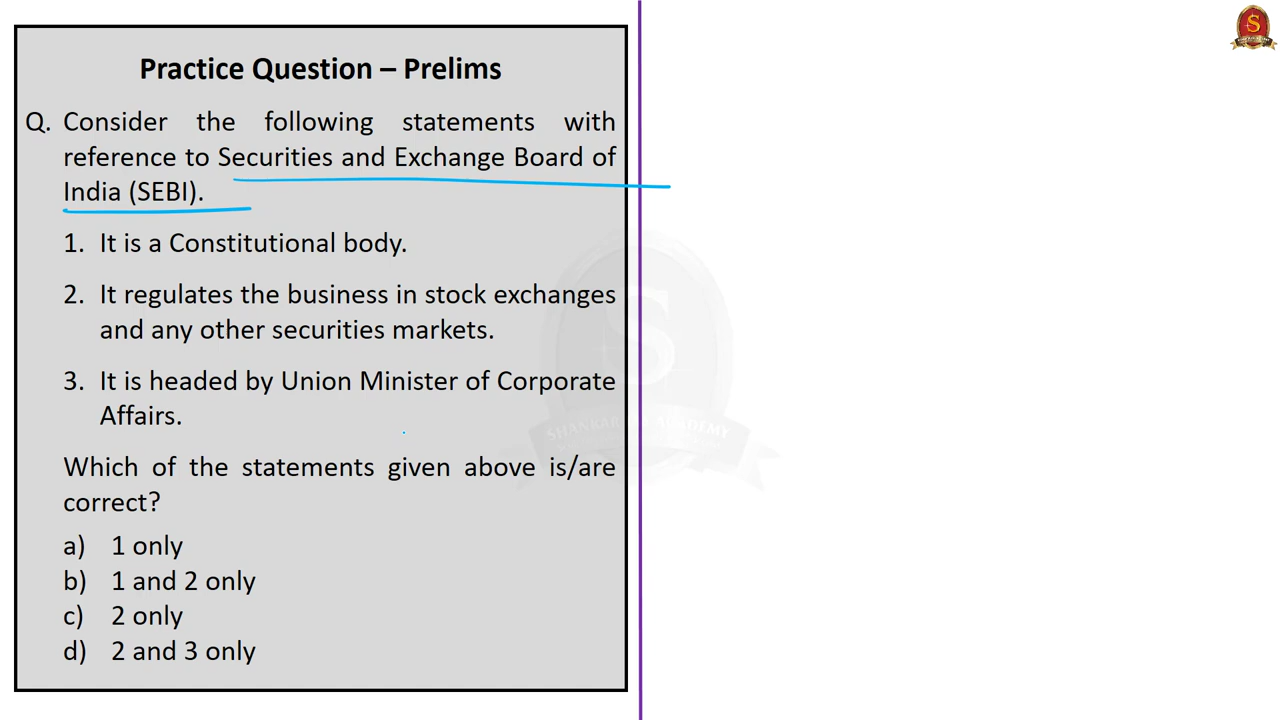 Practice Question – Prelims
Q. Consider the following statements with
reference to Securities and Exchange Board of
India (SEBI).
1. It is a Constitutional body.
2. It regulates the business in stock exchanges
and any other securities markets.
3. It is headed by Union Minister of Corporate
Affairs.
Which of the statements given above is/are
correct?
a) 1 only
b) 1 and 2 only
c) 2 only
d) 2 and 3 only